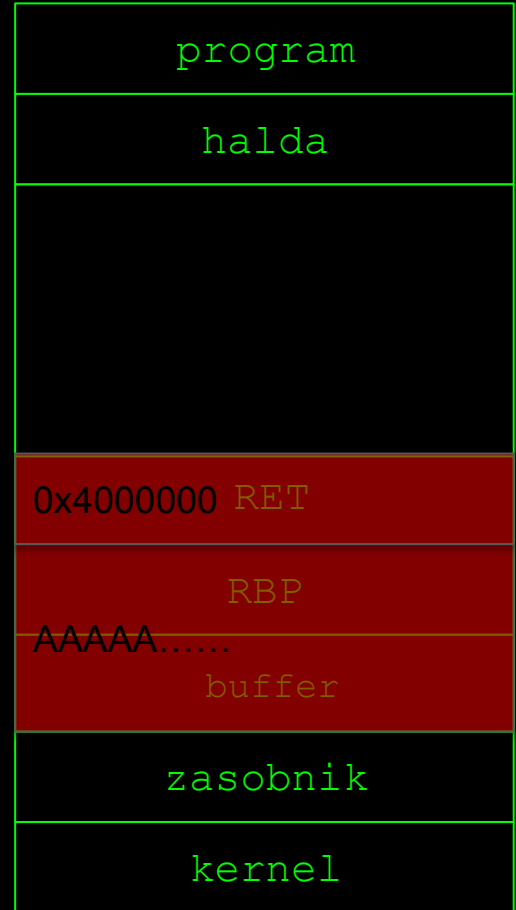 program
halda
0x4000000 RET
RBP
AAAAA......
buffer
zasobnik
kernel